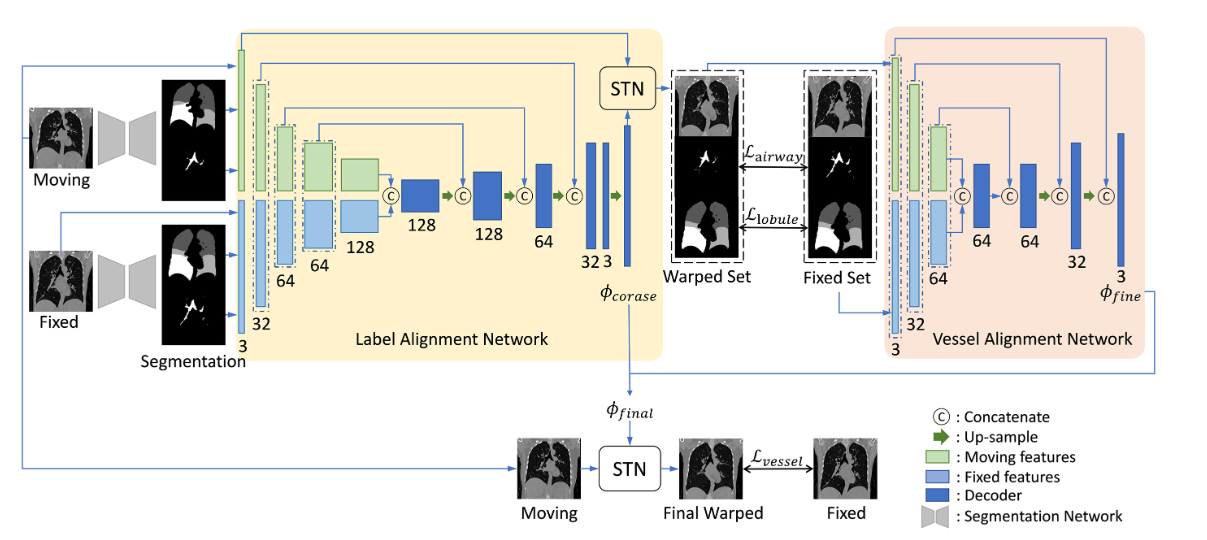 Moving
Fixed
Segmentation
3
32
64
64
128
C
128
C
128
C
64
C
32 3
STN
ϕcorase
Label Alignment Network
ℒairway
ℒlobule
Warped Set
Fixed Set
3
32
64
C
64
C
64
C
32
C
3
ϕfine
Vessel Alignment Network
ϕfinal
STN
ℒvessel
Moving
Final Warped
Fixed
C : Concatenate
: Up-sample
: Moving features
: Fixed features
: Decoder
: Segmentation Network